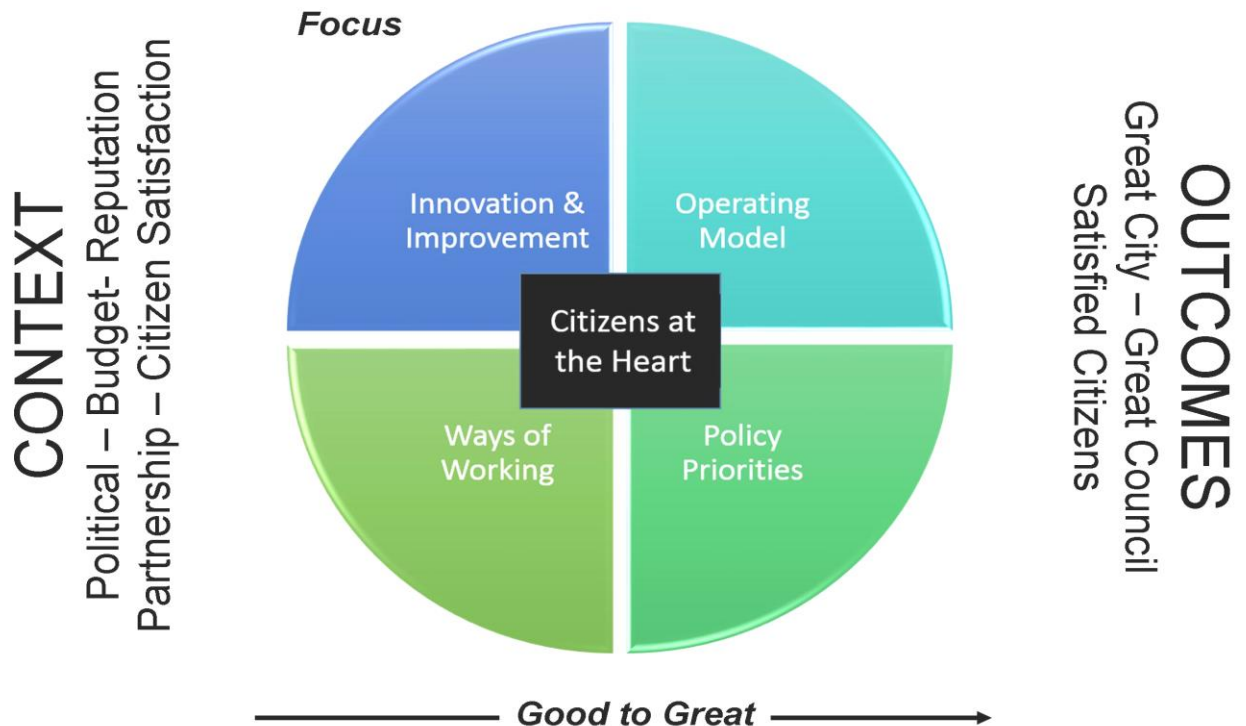 Focus
CONTEXT
Political – Budget- Reputation
Partnership – Citizen Satisfaction
Innovation &
Improvement
Operating
Model
Citizens at
the Heart
Ways of
Working
Policy
Priorities
OUTCOMES
Great City – Great Council
Satisfied Citizens
Good to Great